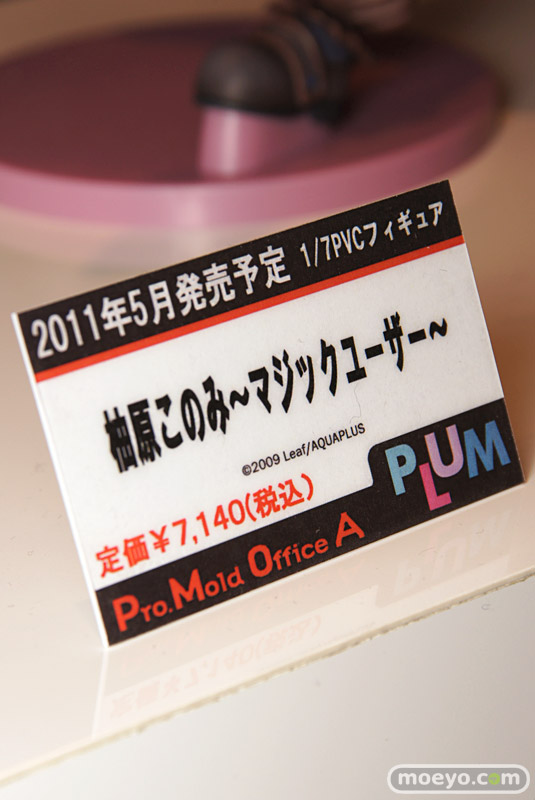 2011年5月発売予定 1/7PVCフィギュア
柚原このみ~マジックユーザー~
©2009 Leaf/AQUAPLUS
定価¥7,140(税込)
PLUM
Pro.Mold Office A
moeyo.com